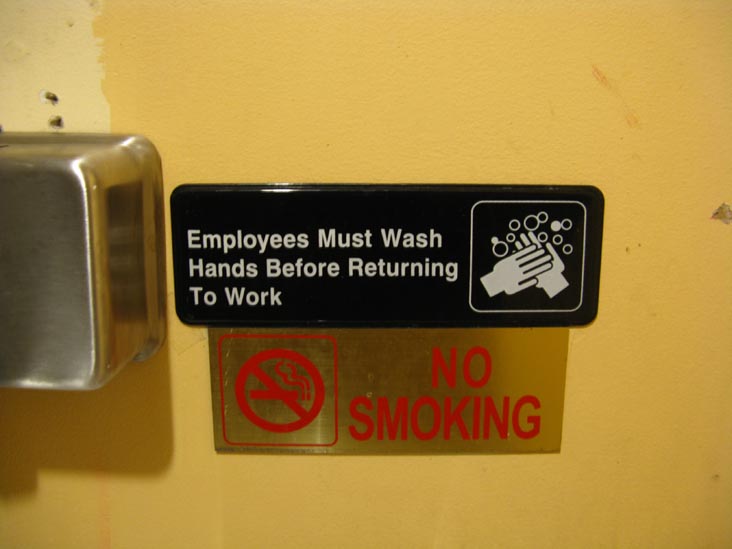 Employees Must Wash
Hands Before Returning
To Work
NO
SMOKING